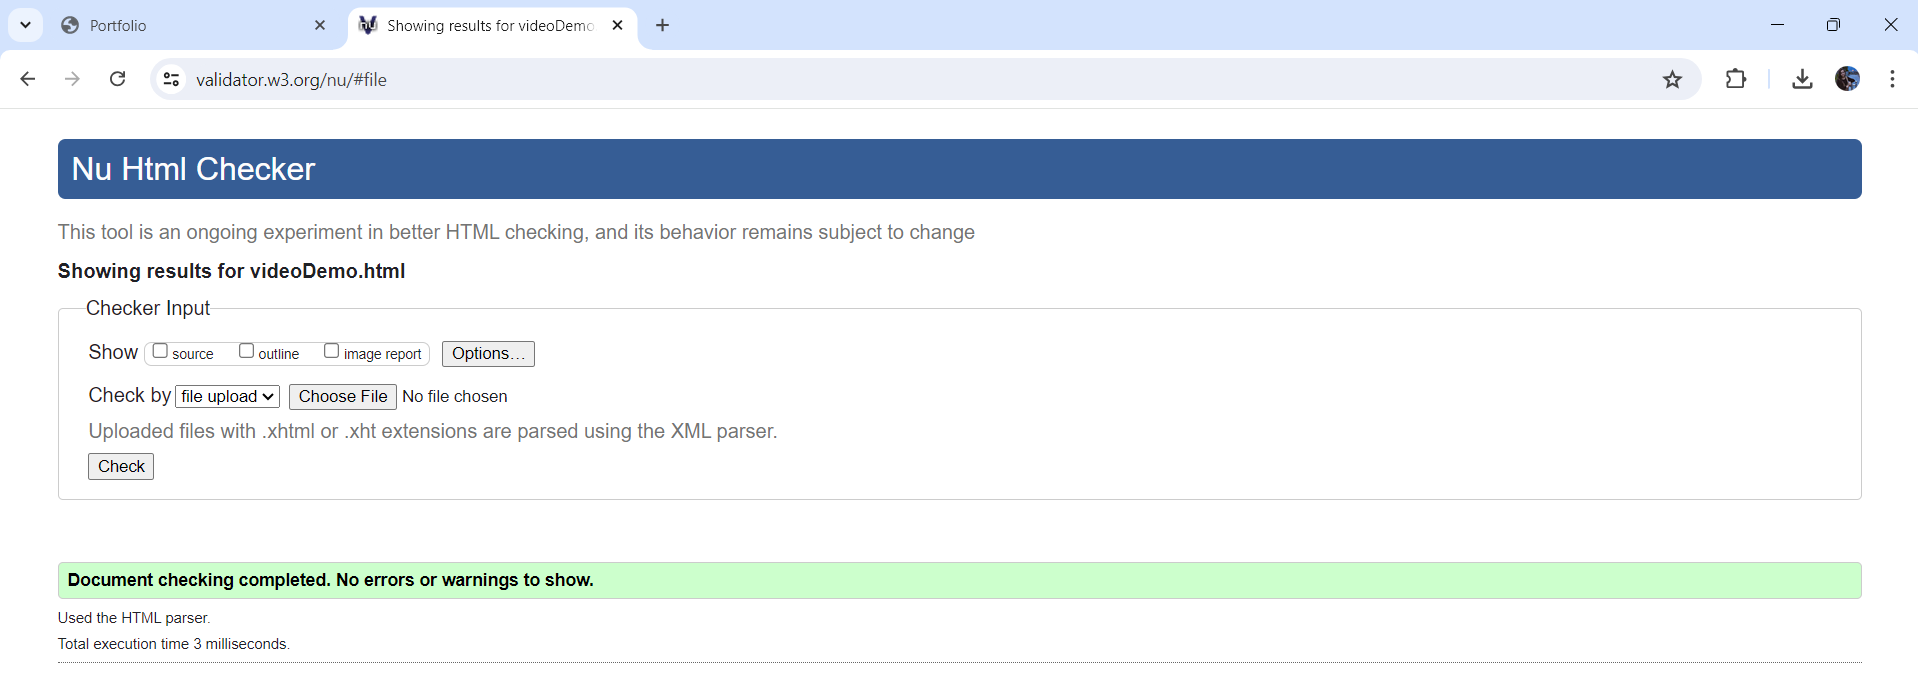 Portfolio
Showing results for videoDemo
validator.w3.org/nu/#file
Nu Html Checker
This tool is an ongoing experiment in better HTML checking, and its behavior remains subject to change
Showing results for videoDemo.html
Checker Input
Show source outline image report Options...
Check by file upload Choose File No file chosen
Uploaded files with .xhtml or .xht extensions are parsed using the XML parser.
Check
Document checking completed. No errors or warnings to show.
Used the HTML parser.
Total execution time 3 milliseconds.